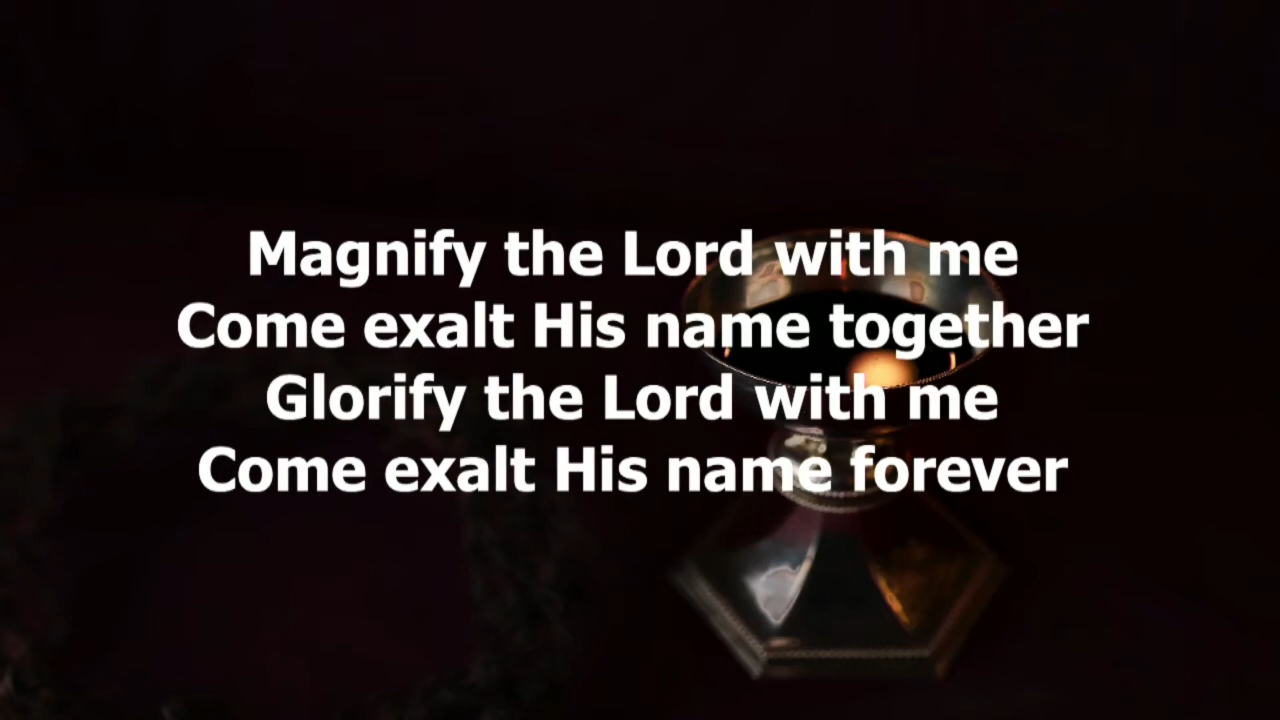 Magnify the Lord with me
Come exalt His name together
Glorify the Lord with me
Come exalt His name forever